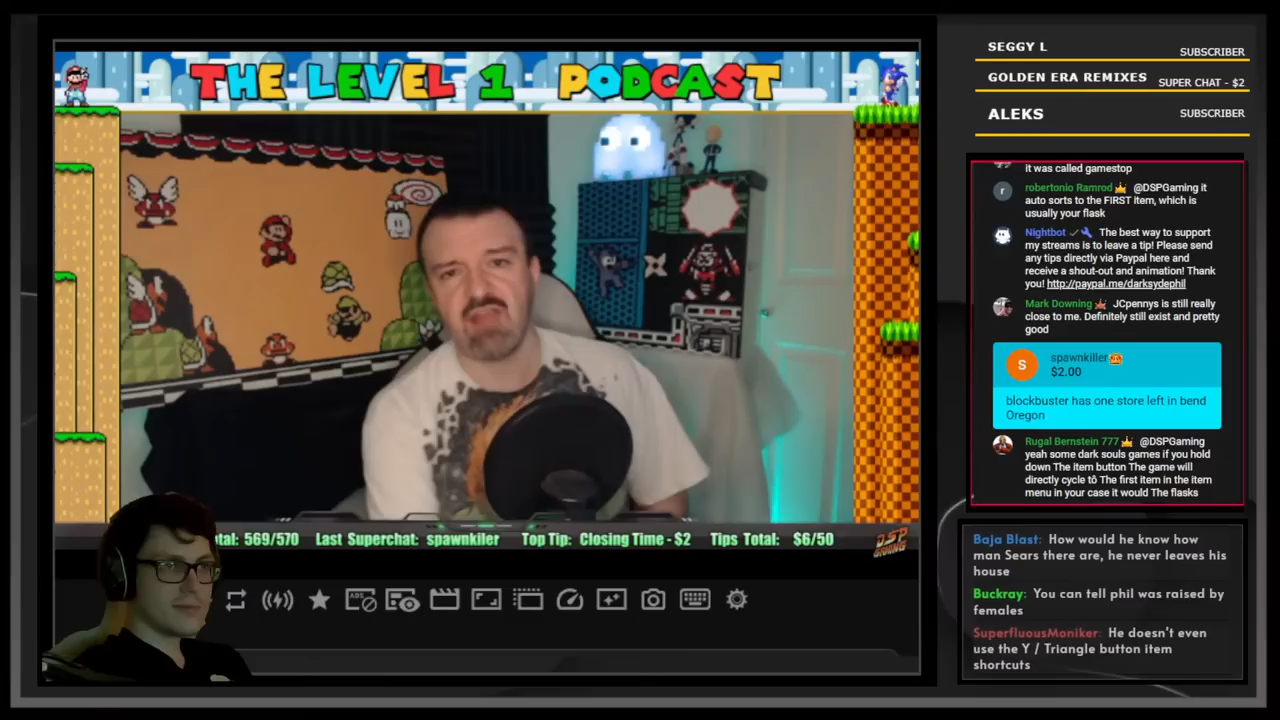 THE LEVEL 1 PODCAST
tal: 569/570 Last Superchat: spawnkiller Top Tip: Closing Time - $2 Tips Total: $6/50
DSP
GAMING
ADS
SEGGY L SUBSCRIBER
GOLDEN ERA REMIXES SUPER CHAT - $2
ALEKS SUBSCRIBER
it was called gamestop
r
robertonio Ramrod @DSPGaming it
auto sorts to the FIRST item, which is
usually your flask
Nightbot The best way to support
my streams is to leave a tip! Please send
any tips directly via Paypal here and
receive a shout-out and animation! Thank
you! http://paypal.me/darksydephil
Mark Downing JCpennys is still really
close to me. Definitely still exist and pretty
good
S
spawnkiller
$2.00
blockbuster has one store left in bend
Oregon
Rugal Bernstein 777 @DSPGaming
yeah some dark souls games if you hold
down The item button The game will
directly cycle tô The first item in the item
menu in your case it would The flasks
Baja Blast: How would he know how
man Sears there are, he never leaves his
house
Buckray: You can tell phil was raised by
females
SuperfluousMoniker: He doesn't even
use the Y / Triangle button item
shortcuts